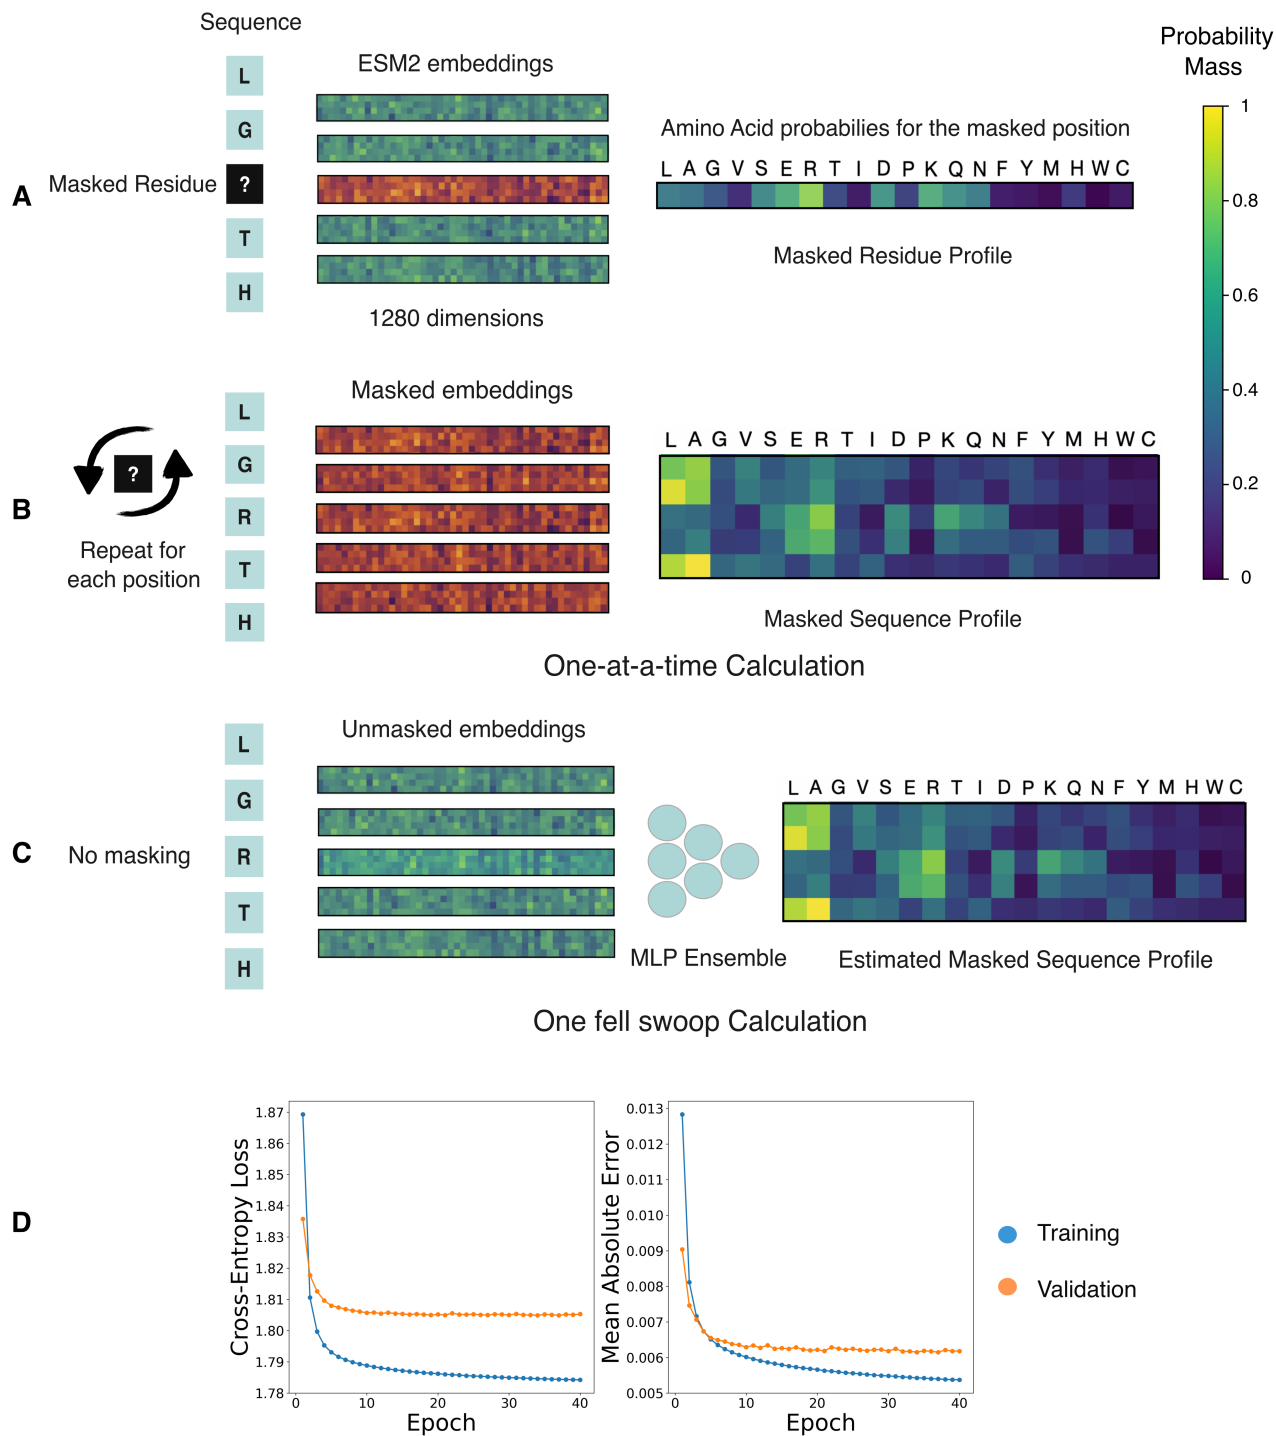 Sequence
Probability
Mass
A
Masked Residue
L
G
?
T
H
ESM2 embeddings
1280 dimensions
Amino Acid probabilies for the masked position
L A G V S E R T I D P K Q N F Y M H W C
Masked Residue Profile
1
0.8
0.6
0.4
0.2
0
B
?
Repeat for
each position
L
G
R
T
H
Masked embeddings
L A G V S E R T I D P K Q N F Y M H W C
Masked Sequence Profile
One-at-a-time Calculation
C
No masking
L
G
R
T
H
Unmasked embeddings
MLP Ensemble
L A G V S E R T I D P K Q N F Y M H W C
Estimated Masked Sequence Profile
One fell swoop Calculation
D
Cross-Entropy Loss
1.87
1.86
1.85
1.84
1.83
1.82
1.81
1.80
1.79
1.78
0 10 20 30 40
Epoch
Mean Absolute Error
0.013
0.012
0.011
0.010
0.009
0.008
0.007
0.006
0.005
0 10 20 30 40
Epoch
Training
Validation